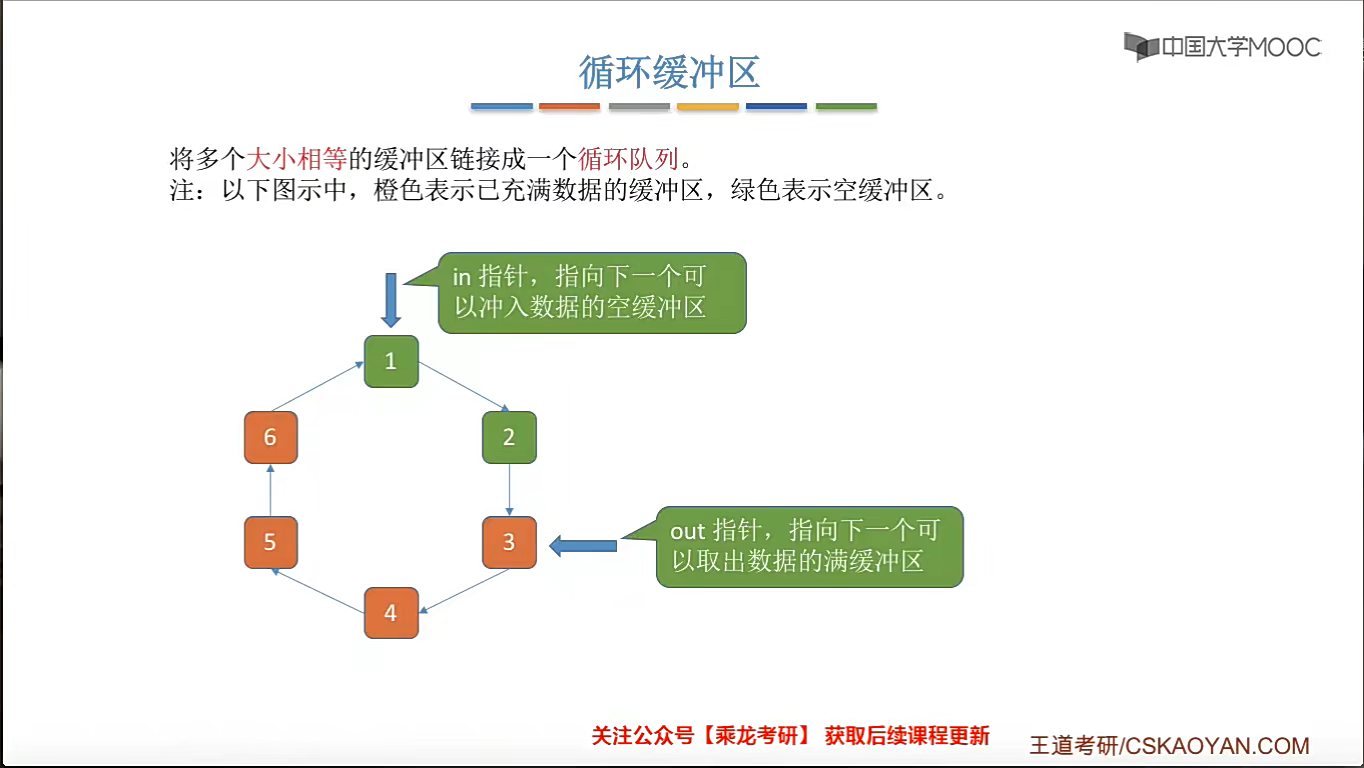 中国大学MOOC
循环缓冲区
将多个大小相等的缓冲区链接成一个循环队列。
注：以下图示中，橙色表示已充满数据的缓冲区，绿色表示空缓冲区。
in 指针，指向下一个可
以冲入数据的空缓冲区
1
6
2
out 指针，指向下一个可
以取出数据的满缓冲区
5
3
4
关注公众号【乘龙考研】 获取后续课程更新
王道考研/CSKAOYAN.COM